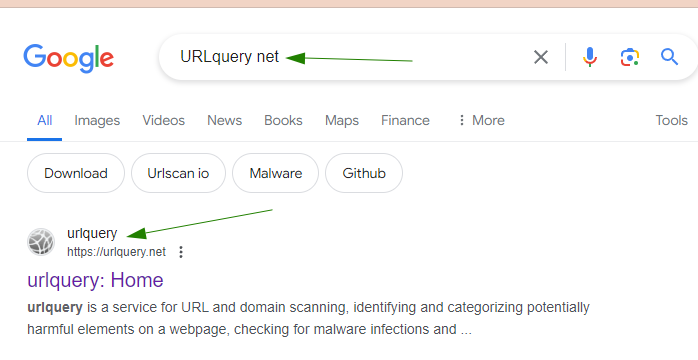 Google
URLquery net
All Images Videos News Books Maps Finance More Tools
Download Urlscan io Malware Github
urlquery
https://urlquery.net
urlquery: Home
urlquery is a service for URL and domain scanning, identifying and categorizing potentially
harmful elements on a webpage, checking for malware infections and ...